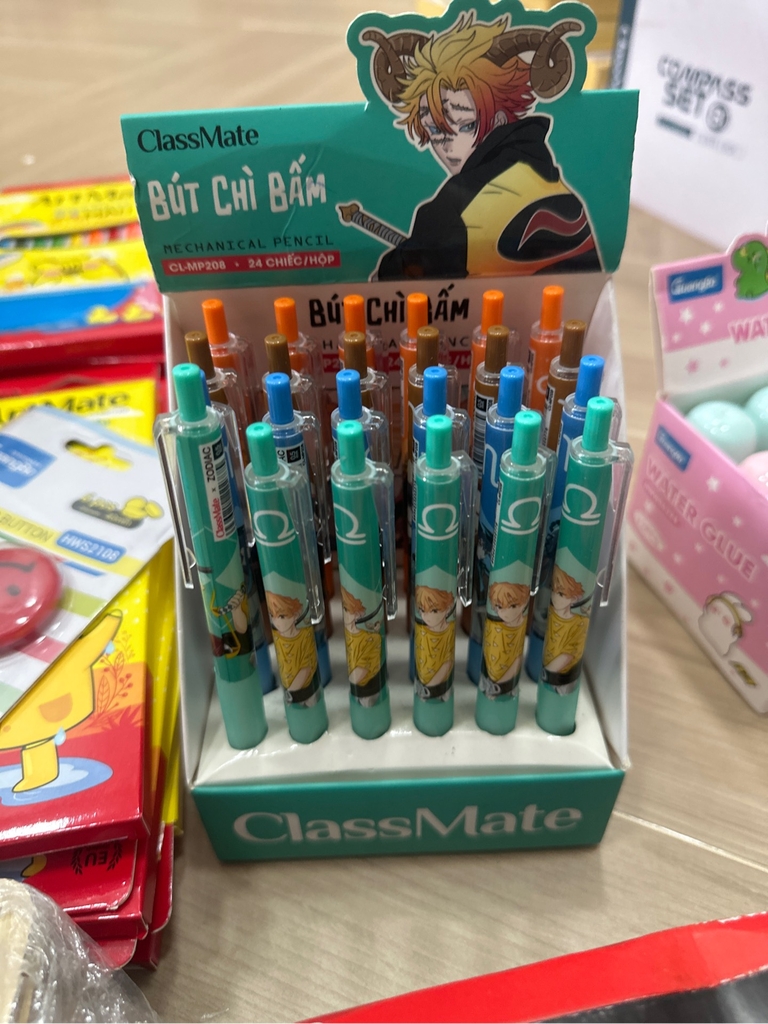 ClassMate
BÚT CHÌ BẤM
MECHANICAL PENCIL
CL-MP208 • 24 CHIẾC/HỘP
BÚT CHÌ BẤM
ClassMate x ZODIAC
ClassMate
COMPASS
SET
WATER GLUE
BUTTON
HWS2108